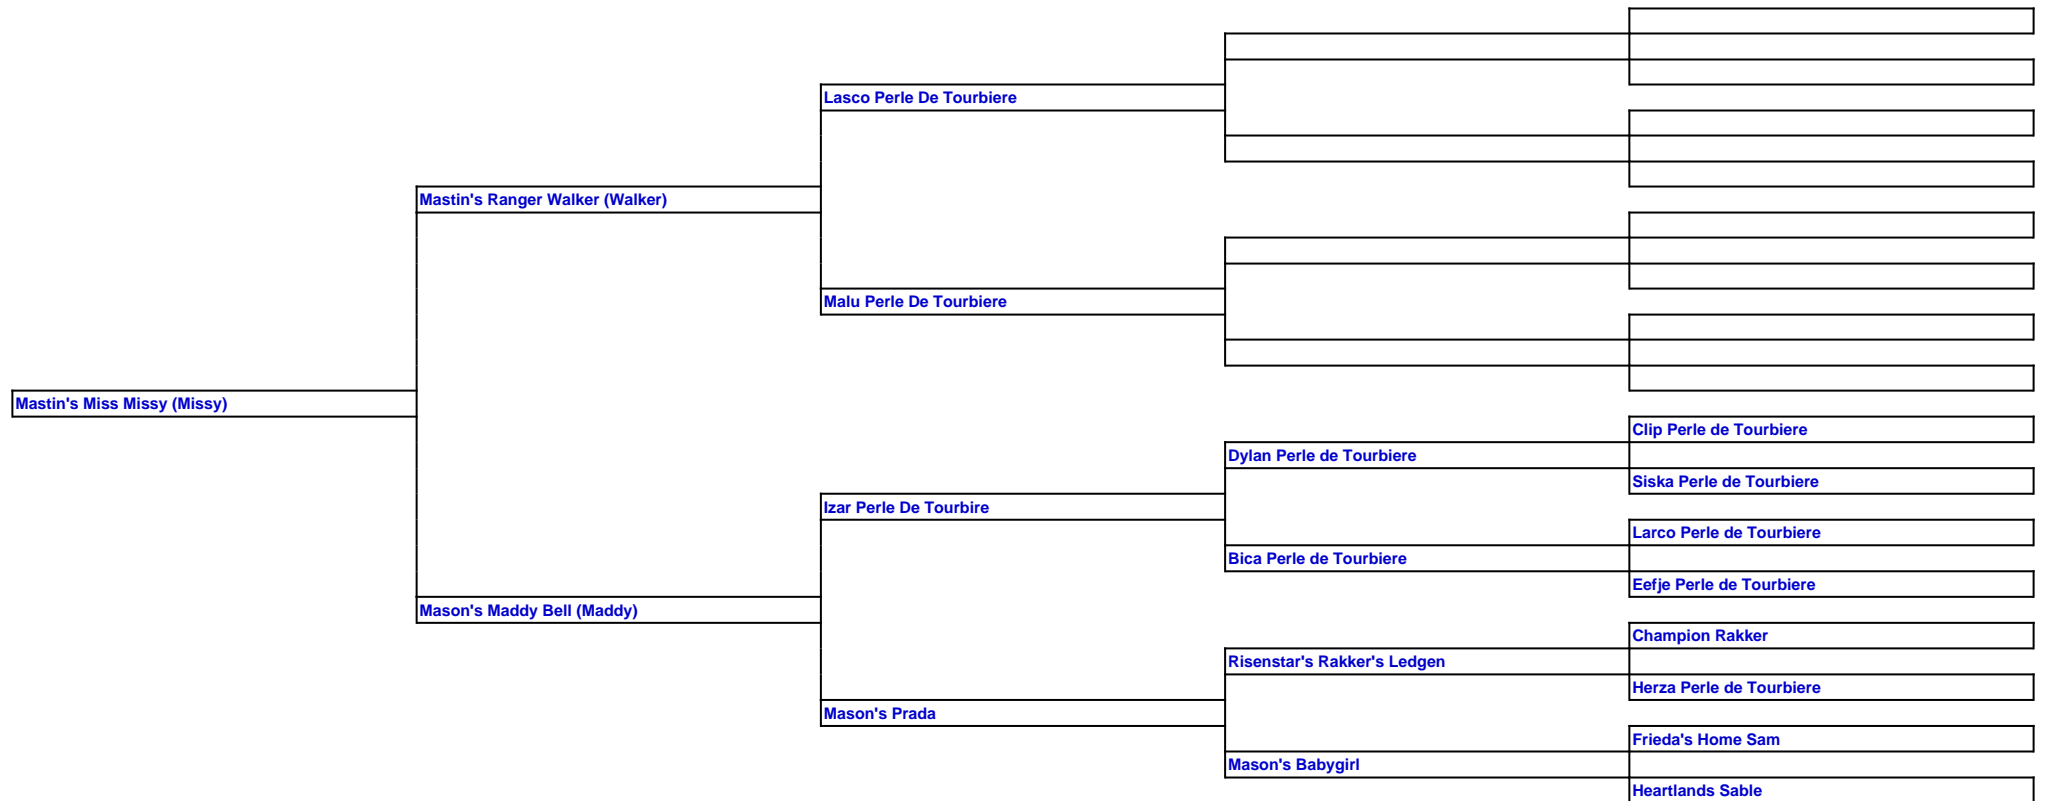 Lasco Perle De Tourbiere
Mastin's Ranger Walker (Walker)
Malu Perle De Tourbiere
Mastin's Miss Missy (Missy)
Clip Perle de Tourbiere
Dylan Perle de Tourbiere
Siska Perle de Tourbiere
Izar Perle De Tourbire
Larco Perle de Tourbiere
Bica Perle de Tourbiere
Eefje Perle de Tourbiere
Mason's Maddy Bell (Maddy)
Champion Rakker
Risenstar's Rakker's Ledgen
Herza Perle de Tourbiere
Mason's Prada
Frieda's Home Sam
Mason's Babygirl
Heartlands Sable